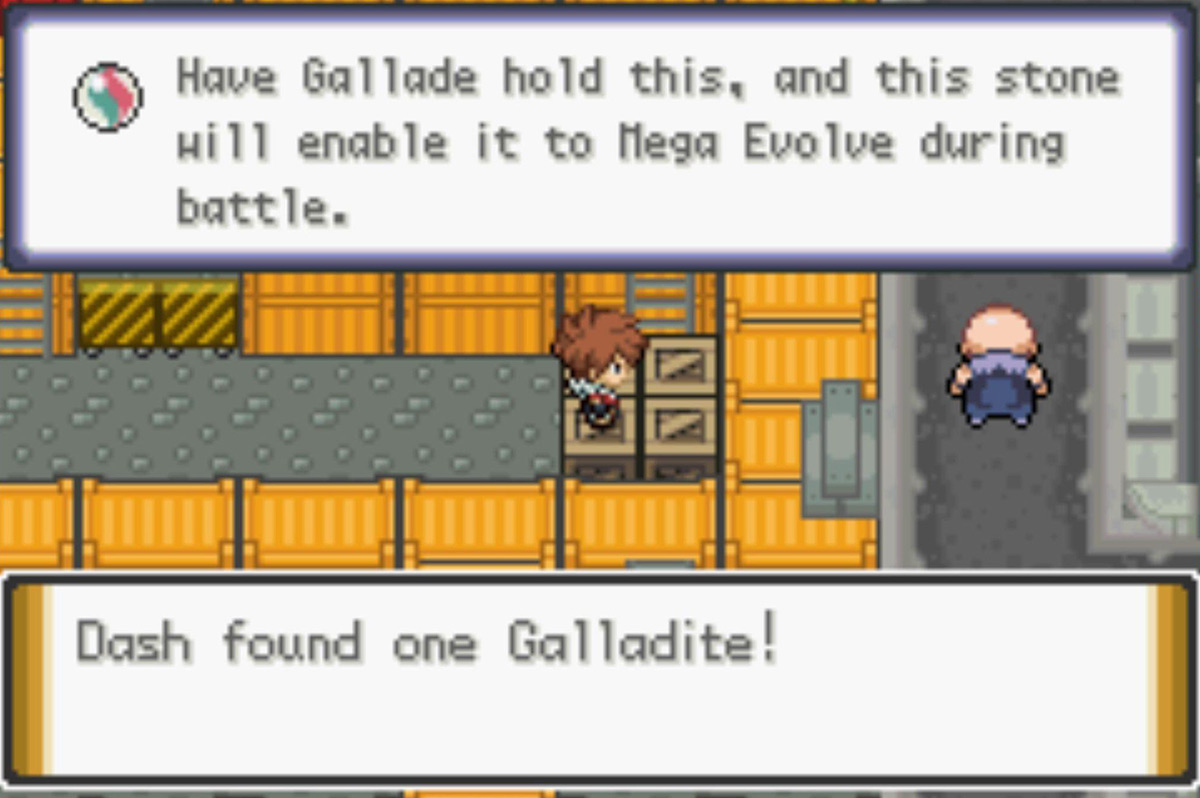 Have Gallade hold this, and this stone
will enable it to Mega Evolve during
battle.
Dash found one Galladite!